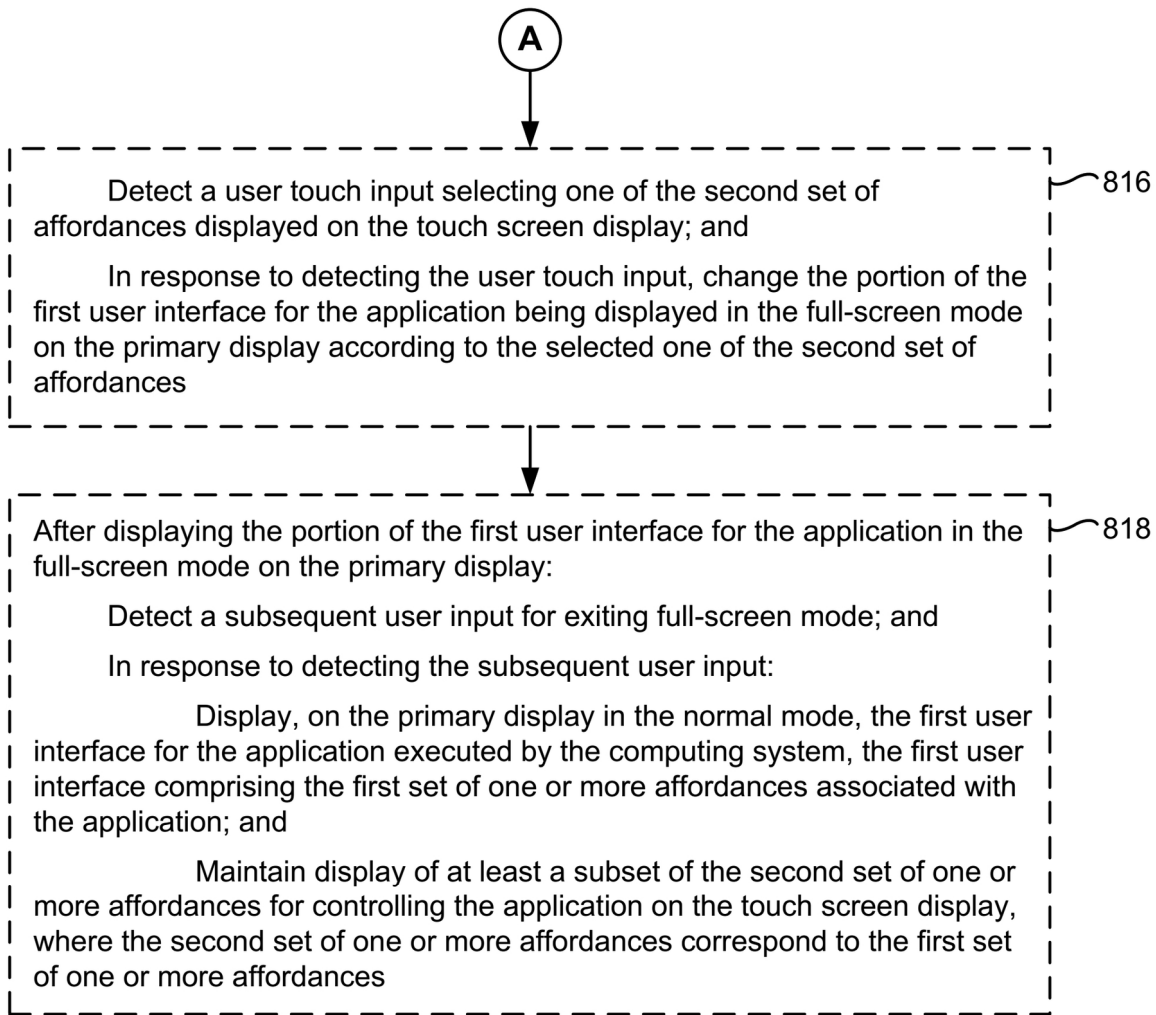 A
Detect a user touch input selecting one of the second set of
affordances displayed on the touch screen display; and
In response to detecting the user touch input, change the portion of the
first user interface for the application being displayed in the full-screen mode
on the primary display according to the selected one of the second set of
affordances
816
After displaying the portion of the first user interface for the application in the
full-screen mode on the primary display:
Detect a subsequent user input for exiting full-screen mode; and
In response to detecting the subsequent user input:
Display, on the primary display in the normal mode, the first user
interface for the application executed by the computing system, the first user
interface comprising the first set of one or more affordances associated with
the application; and
Maintain display of at least a subset of the second set of one or
more affordances for controlling the application on the touch screen display,
where the second set of one or more affordances correspond to the first set
of one or more affordances
818